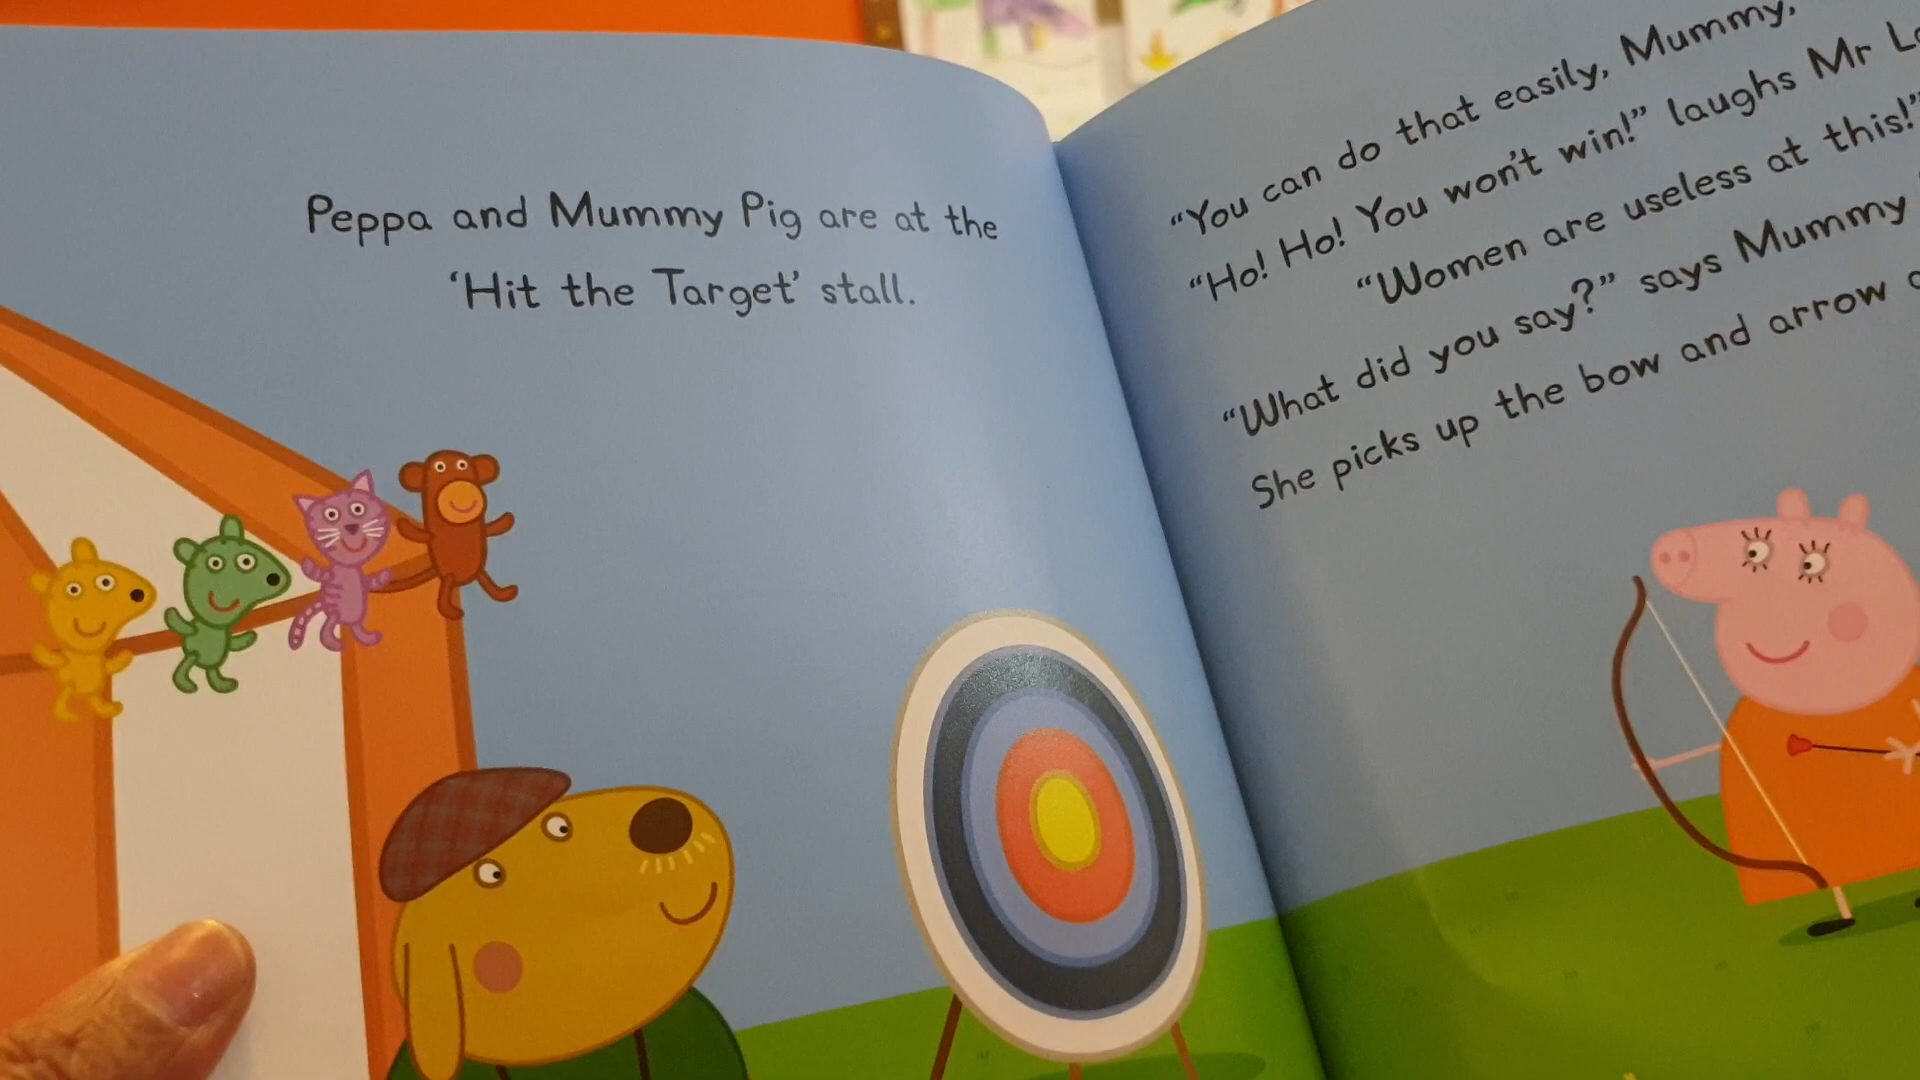 Peppa and Mummy Pig are at the
‘Hit the Target’ stall.
“You can do that easily, Mummy,
“Ho! Ho! You won’t win!” laughs Mr
“Women are useless at this!”
“What did you say?” says Mummy
She picks up the bow and arrow